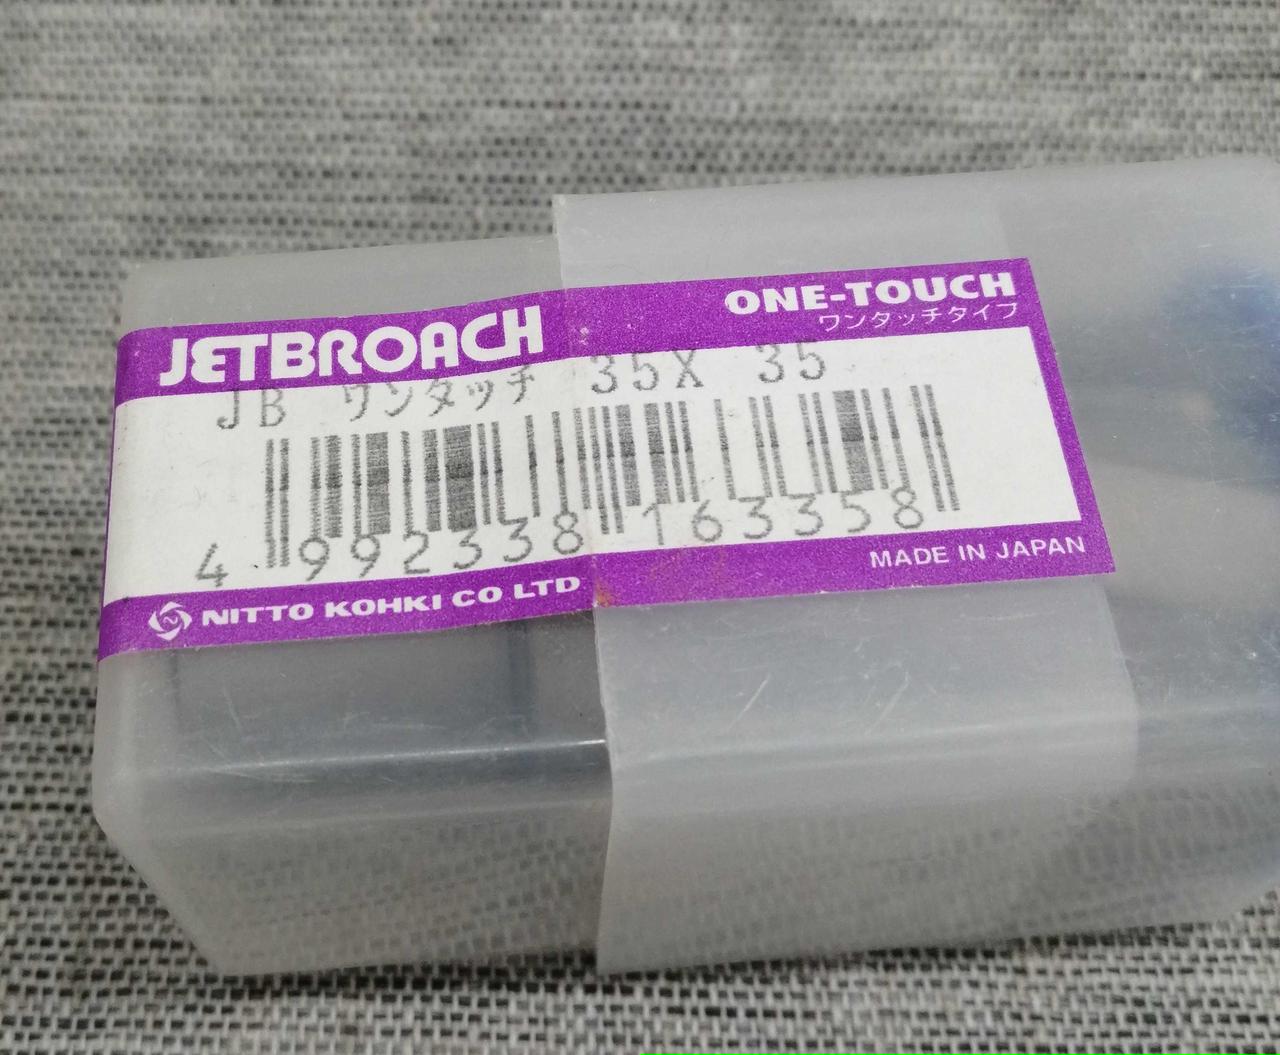 JETBROACH
ONE-TOUCH
ワンタッチタイプ
JB ワンタッチ 35X 35
4 992338 163358
NITTO KOHKI CO LTD
MADE IN JAPAN